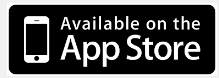 Available on the
App Store